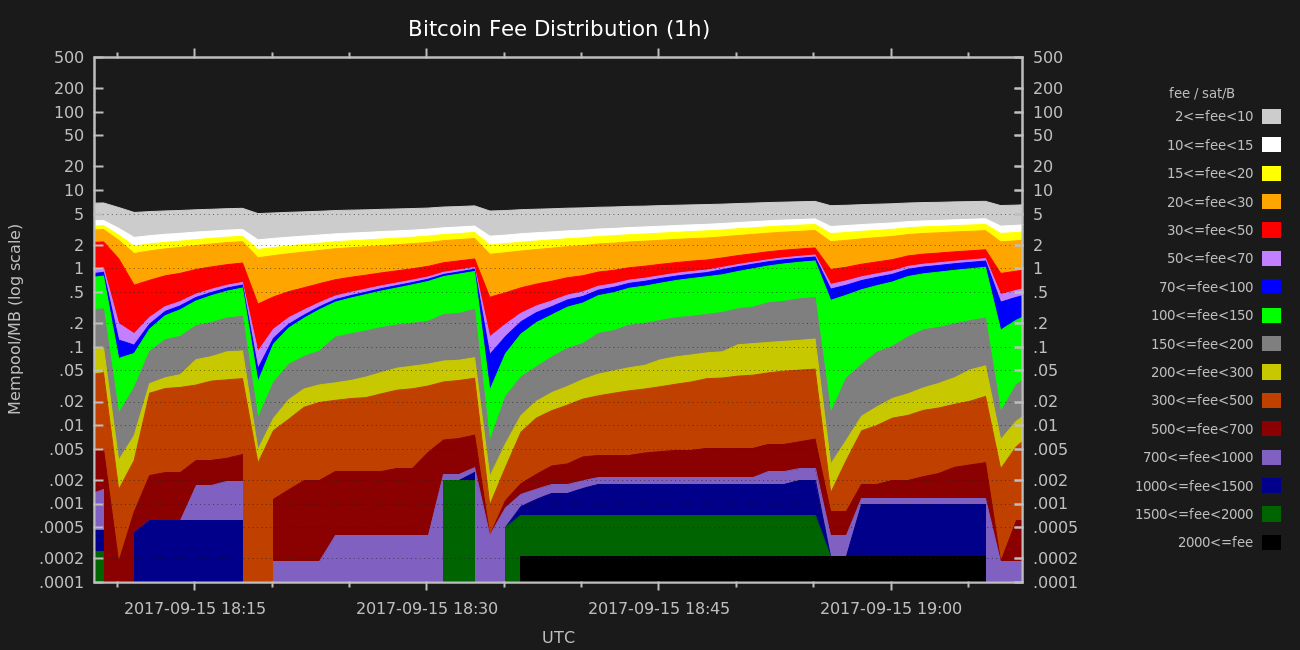 Bitcoin Fee Distribution (1h)
500
200
100
50
20
10
5
2
1
.5
.2
.1
.05
.02
.01
.005
.002
.001
.0005
.0002
.0001
Mempool/MB (log scale)
500
200
100
50
20
10
5
2
1
.5
.2
.1
.05
.02
.01
.005
.002
.001
.0005
.0002
.0001
2017-09-15 18:15
2017-09-15 18:30
2017-09-15 18:45
2017-09-15 19:00
UTC
fee / sat/B
2<=fee<10
10<=fee<15
15<=fee<20
20<=fee<30
30<=fee<50
50<=fee<70
70<=fee<100
100<=fee<150
150<=fee<200
200<=fee<300
300<=fee<500
500<=fee<700
700<=fee<1000
1000<=fee<1500
1500<=fee<2000
2000<=fee